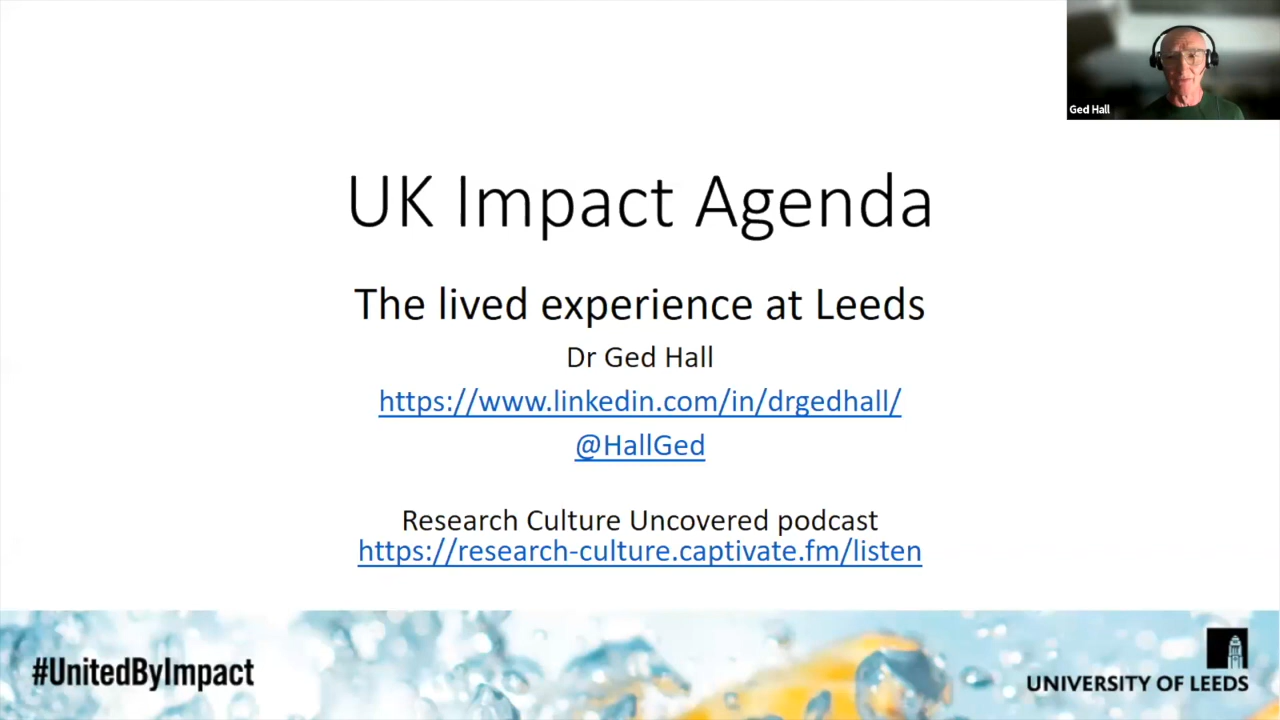 Ged Hall
UK Impact Agenda
The lived experience at Leeds
Dr Ged Hall
https://www.linkedin.com/in/drgedhall/
@HallGed
Research Culture Uncovered podcast
https://research-culture.captivate.fm/listen
#UnitedByImpact
UNIVERSITY OF LEEDS